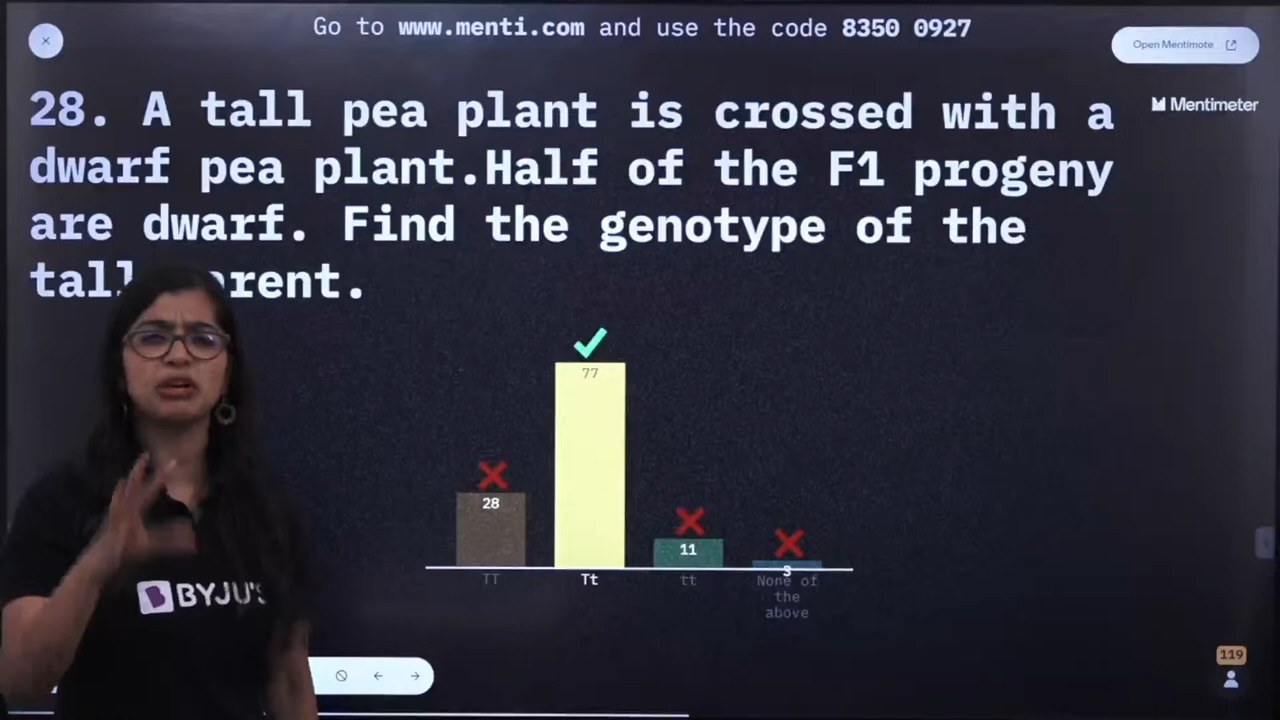 Go to www.menti.com and use the code 8350 0927
Open Mentimote
Mentimeter
28. A tall pea plant is crossed with a
dwarf pea plant.Half of the F1 progeny
are dwarf. Find the genotype of the
tall arent.
77
28
11
3
TT
Tt
tt
None of
the
above
BYJU'S
119